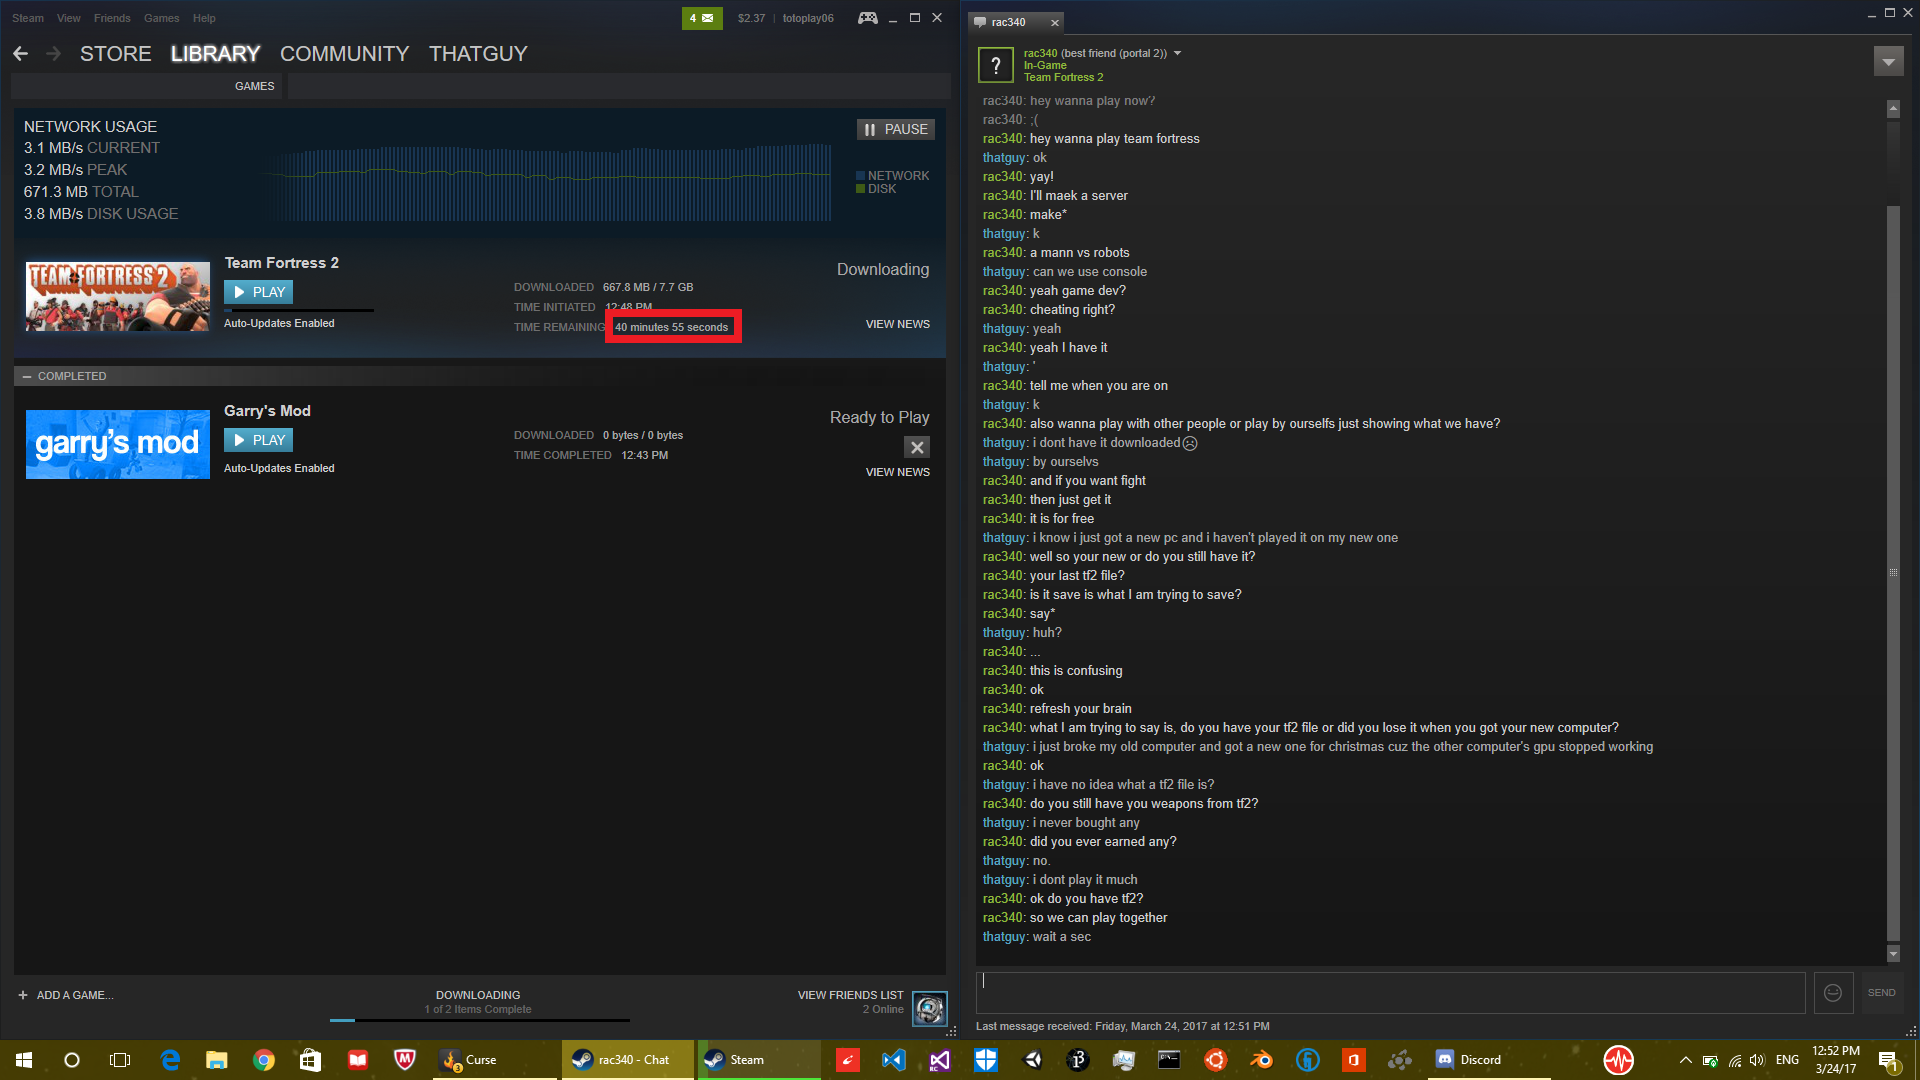 Steam View Friends Games Help
4 $2.37 | totoplay06
STORE LIBRARY COMMUNITY THATGUY
GAMES
NETWORK USAGE
3.1 MB/s CURRENT
3.2 MB/s PEAK
671.3 MB TOTAL
3.8 MB/s DISK USAGE
PAUSE
NETWORK
DISK
TEAM FORTRESS 2
Team Fortress 2
PLAY
Auto-Updates Enabled
DOWNLOADED 667.8 MB / 7.7 GB
TIME INITIATED 12:48 PM
TIME REMAINING 40 minutes 55 seconds
Downloading
VIEW NEWS
COMPLETED
garry's mod
Garry's Mod
PLAY
Auto-Updates Enabled
DOWNLOADED 0 bytes / 0 bytes
TIME COMPLETED 12:43 PM
Ready to Play
VIEW NEWS
+ ADD A GAME...
DOWNLOADING
1 of 2 Items Complete
VIEW FRIENDS LIST
2 Online
rac340
?
rac340 (best friend (portal 2))
In-Game
Team Fortress 2
rac340: hey wanna play now?
rac340: ;(
rac340: hey wanna play team fortress
thatguy: ok
rac340: yay!
rac340: I'll maek a server
rac340: make*
thatguy: k
rac340: a mann vs robots
thatguy: can we use console
rac340: yeah game dev?
rac340: cheating right?
thatguy: yeah
rac340: yeah I have it
thatguy: '
rac340: tell me when you are on
thatguy: k
rac340: also wanna play with other people or play by ourselfs just showing what we have?
thatguy: i dont have it downloaded☹
thatguy: by ourselvs
rac340: and if you want fight
rac340: then just get it
rac340: it is for free
thatguy: i know i just got a new pc and i haven't played it on my new one
rac340: well so your new or do you still have it?
rac340: your last tf2 file?
rac340: is it save is what I am trying to save?
rac340: say*
thatguy: huh?
rac340: ...
rac340: this is confusing
rac340: ok
rac340: refresh your brain
rac340: what I am trying to say is, do you have your tf2 file or did you lose it when you got your new computer?
thatguy: i just broke my old computer and got a new one for christmas cuz the other computer's gpu stopped working
rac340: ok
thatguy: i have no idea what a tf2 file is?
rac340: do you still have you weapons from tf2?
thatguy: i never bought any
rac340: did you ever earned any?
thatguy: no.
thatguy: i dont play it much
rac340: ok do you have tf2?
rac340: so we can play together
thatguy: wait a sec
SEND
Last message received: Friday, March 24, 2017 at 12:51 PM
Curse
3
rac340 - Chat
Steam
RC
Discord
ENG
12:52 PM
3/24/17
1